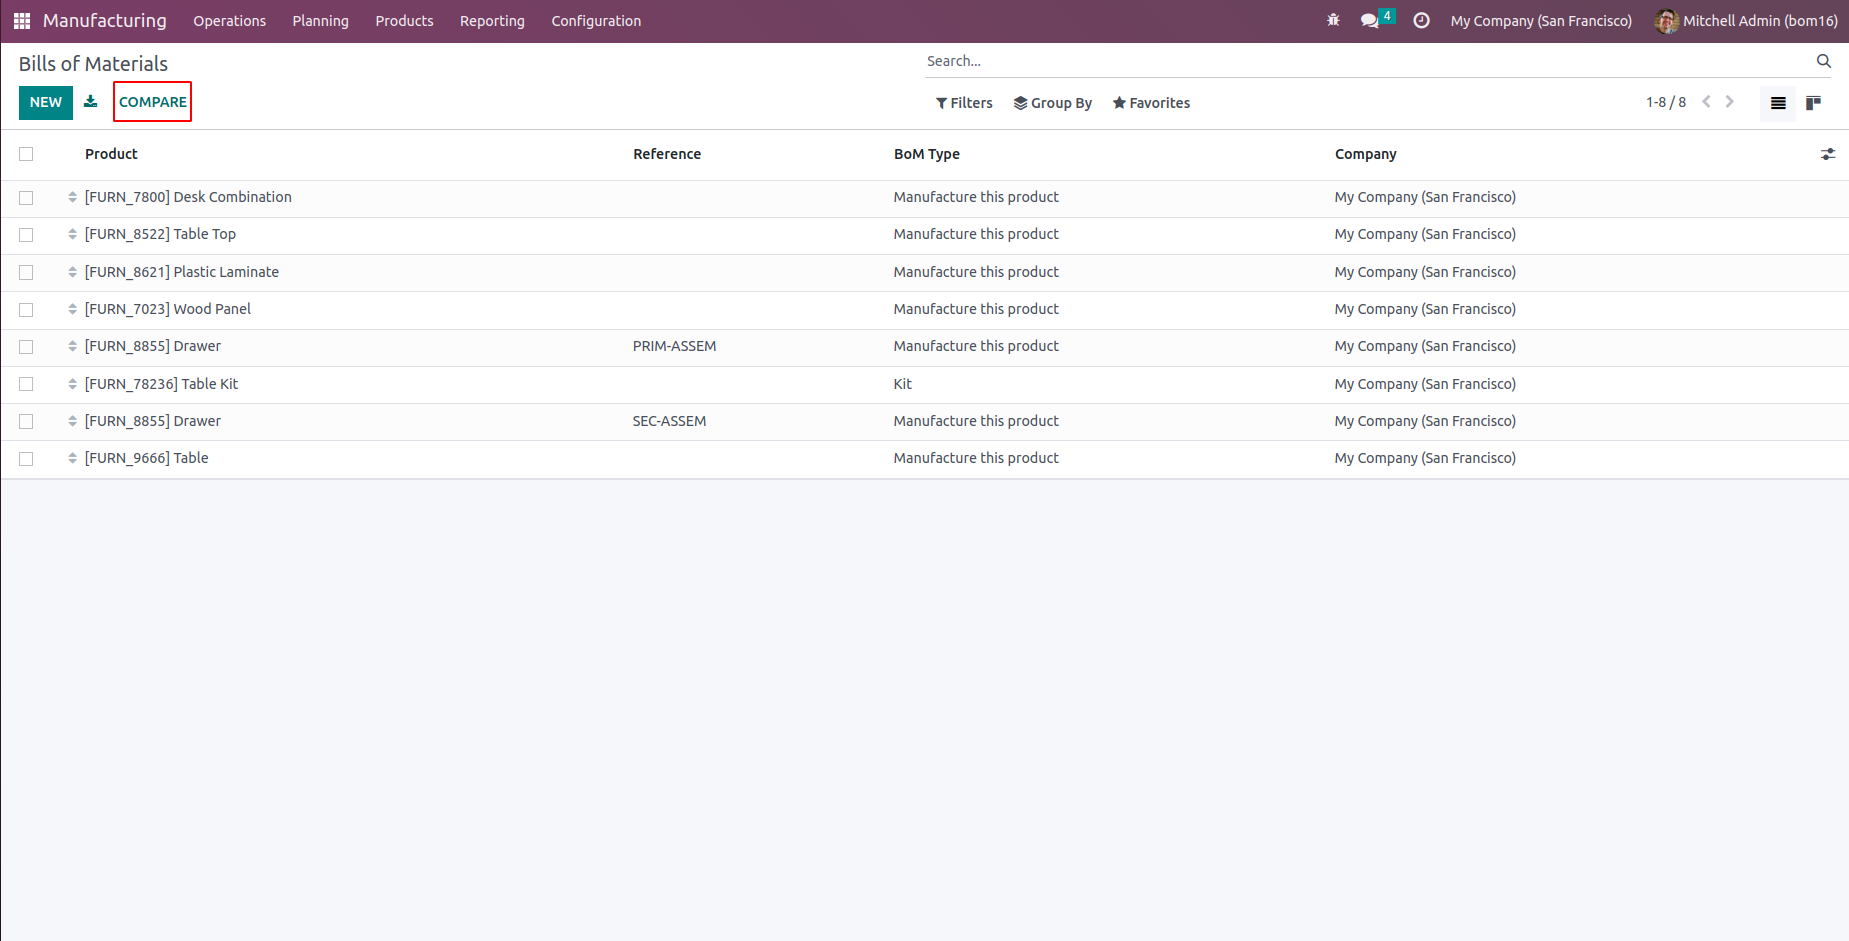 Manufacturing Operations Planning Products Reporting Configuration 4 My Company (San Francisco) Mitchell Admin (bom16)
Bills of Materials Search...
NEW COMPARE Filters Group By Favorites 1-8 / 8
Product Reference BoM Type Company
[FURN_7800] Desk Combination Manufacture this product My Company (San Francisco)
[FURN_8522] Table Top Manufacture this product My Company (San Francisco)
[FURN_8621] Plastic Laminate Manufacture this product My Company (San Francisco)
[FURN_7023] Wood Panel Manufacture this product My Company (San Francisco)
[FURN_8855] Drawer PRIM-ASSEM Manufacture this product My Company (San Francisco)
[FURN_78236] Table Kit Kit My Company (San Francisco)
[FURN_8855] Drawer SEC-ASSEM Manufacture this product My Company (San Francisco)
[FURN_9666] Table Manufacture this product My Company (San Francisco)